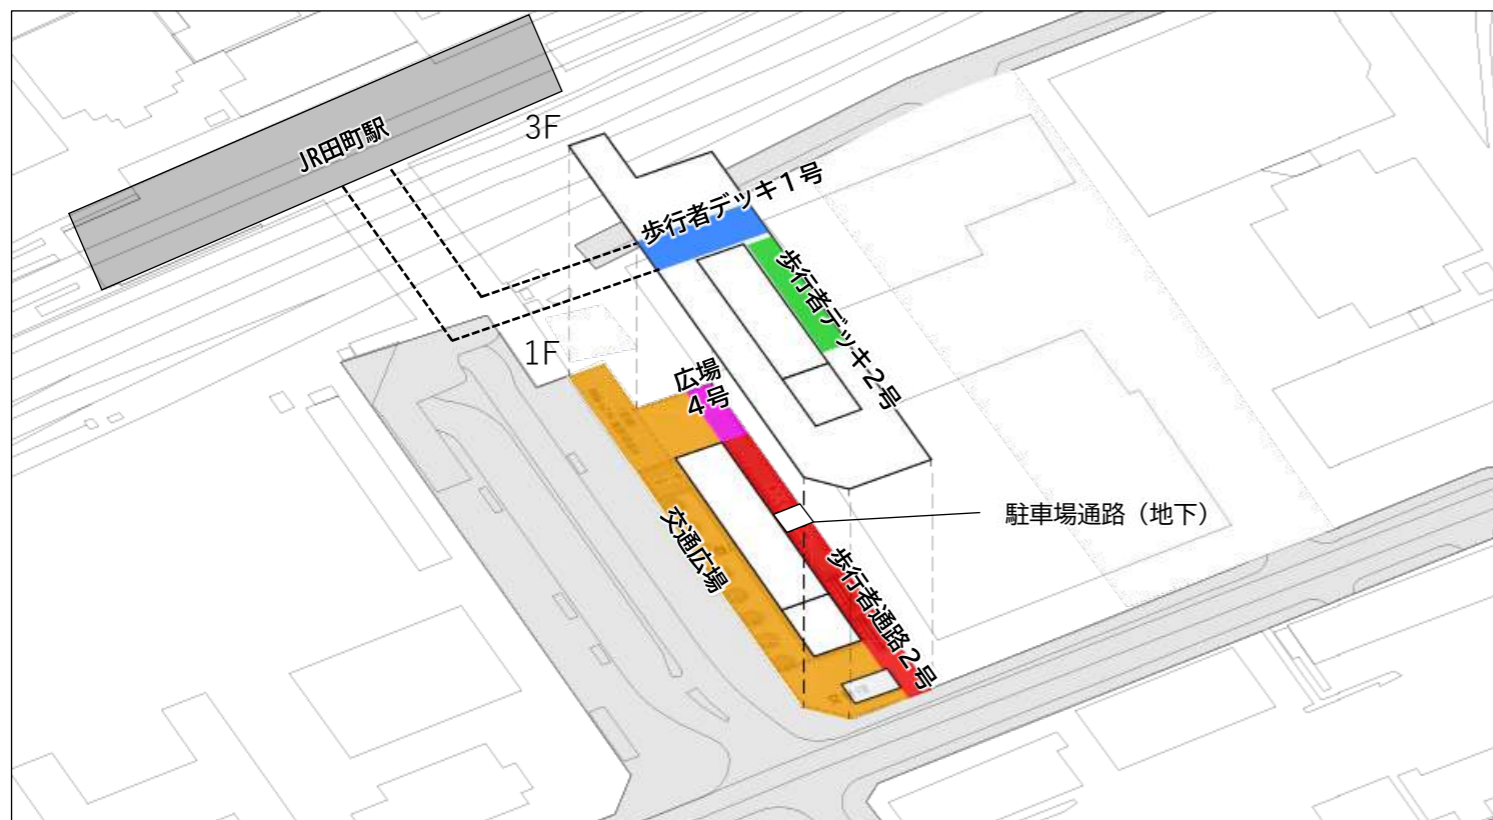 3F
JR田町駅
歩行者デッキ１号
歩行者デッキ２号
1F
広場
４号
駐車場通路（地下）
交通広場
歩行者通路２号